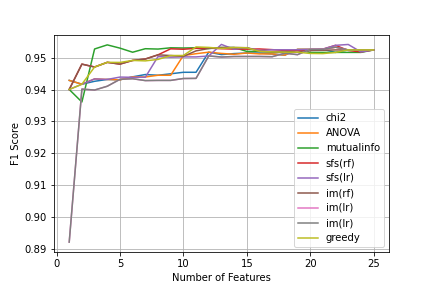 0.95
0.94
0.93
0.92
0.91
0.90
0.89
F1 Score
0
5
10
15
20
25
Number of Features
chi2
ANOVA
mutualinfo
sfs(rf)
sfs(lr)
im(rf)
im(lr)
im(lr)
greedy